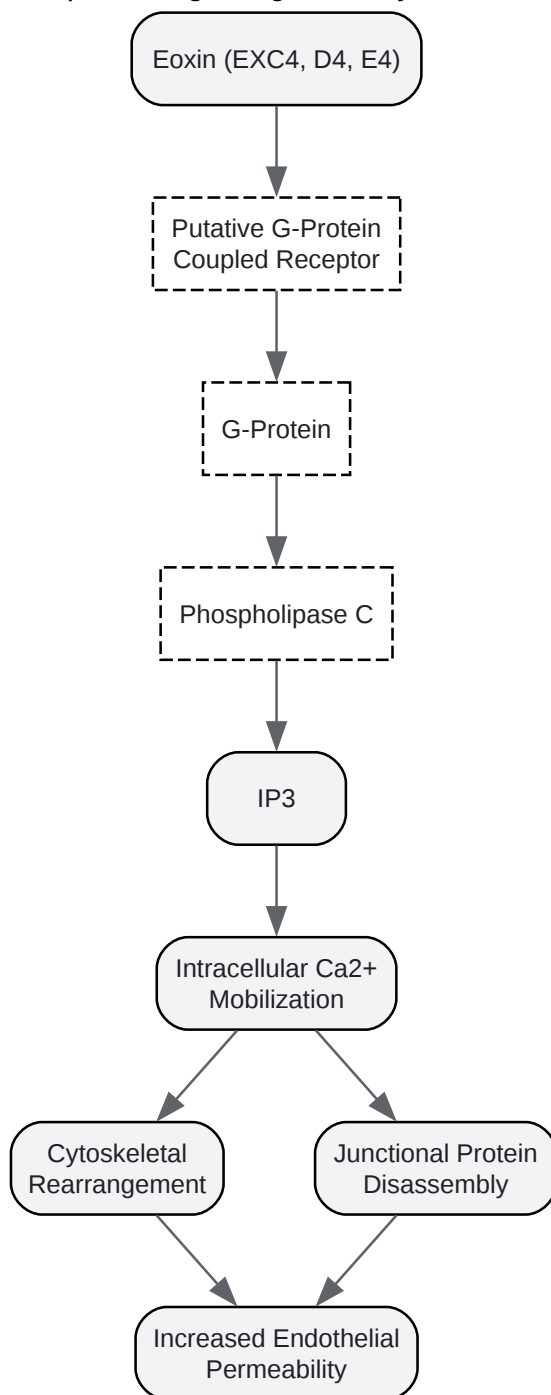 Eoxin (EXC4, D4, E4)
Putative G-Protein
Coupled Receptor
G-Protein
Phospholipase C
IP3
Intracellular Ca2+
Mobilization
Cytoskeletal
Rearrangement
Junctional Protein
Disassembly
Increased Endothelial
Permeability